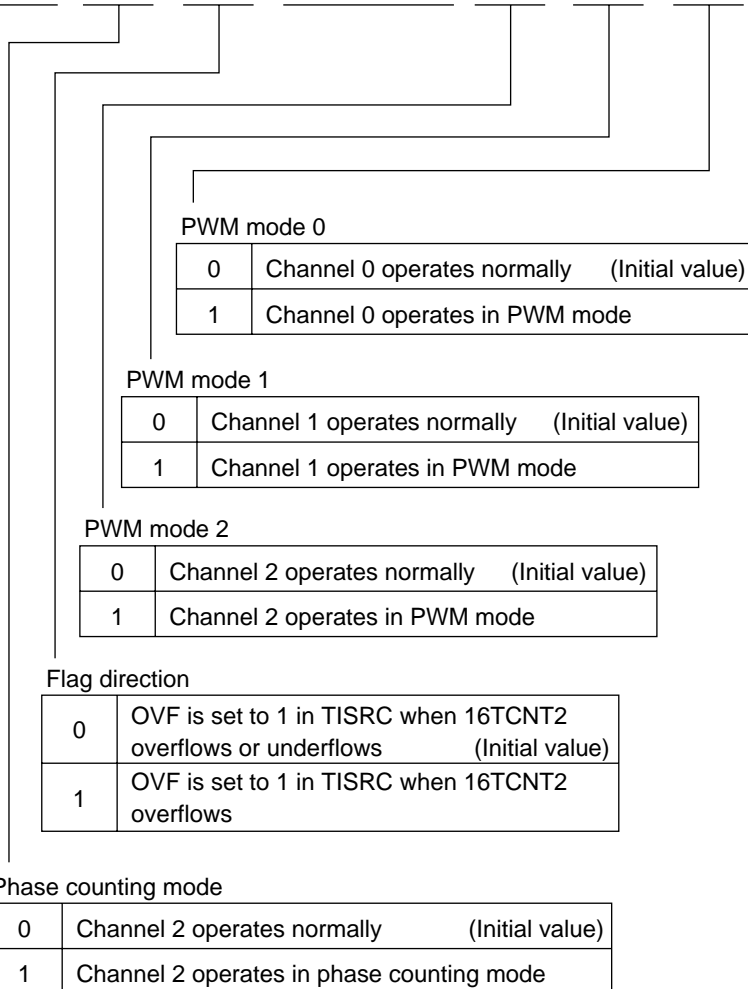 PWM mode 0
0 Channel 0 operates normally (Initial value)
1 Channel 0 operates in PWM mode
PWM mode 1
0 Channel 1 operates normally (Initial value)
1 Channel 1 operates in PWM mode
PWM mode 2
0 Channel 2 operates normally (Initial value)
1 Channel 2 operates in PWM mode
Flag direction
0 OVF is set to 1 in TISRC when 16TCNT2
overflows or underflows (Initial value)
1 OVF is set to 1 in TISRC when 16TCNT2
overflows
Phase counting mode
0 Channel 2 operates normally (Initial value)
1 Channel 2 operates in phase counting mode